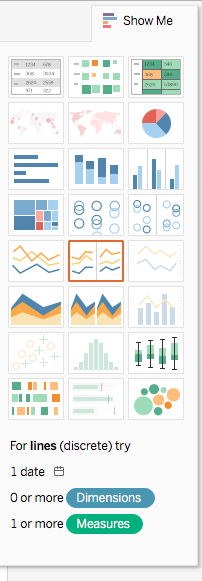 Show Me
For lines (discrete) try
1 date
0 or more Dimensions
1 or more Measures